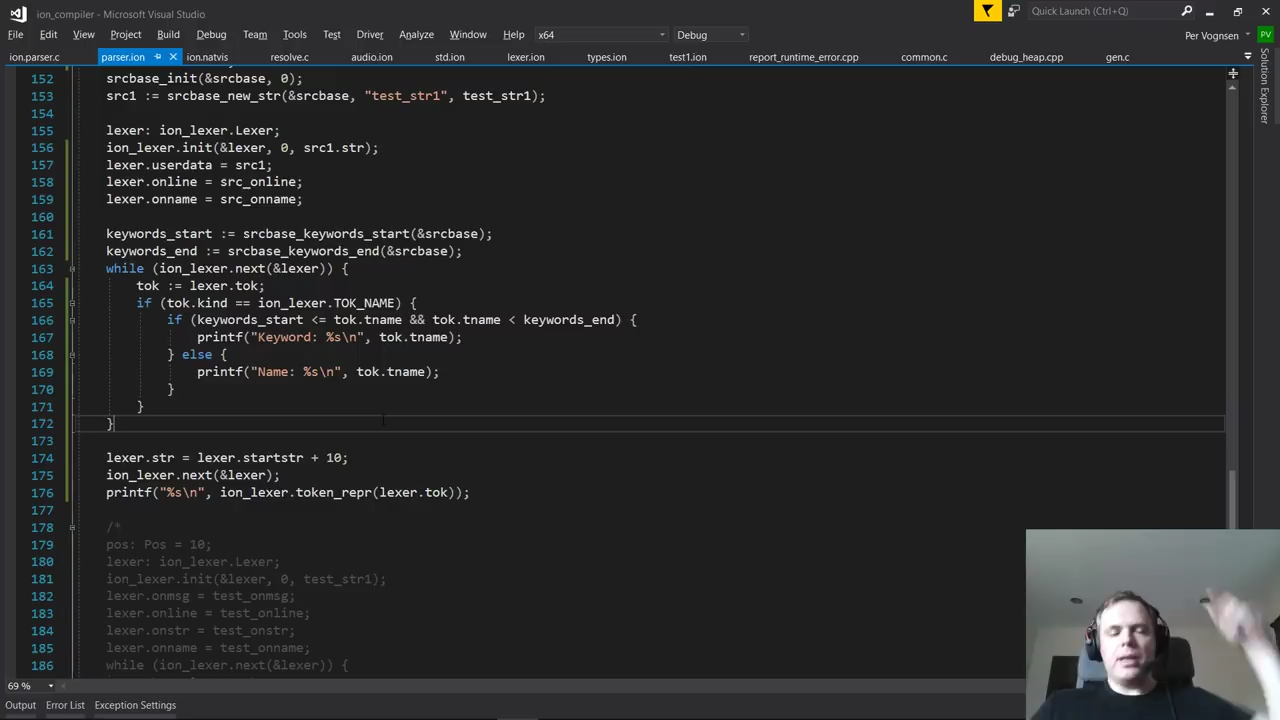 ion_compiler - Microsoft Visual Studio
Quick Launch (Ctrl+Q)
File Edit View Project Build Debug Team Tools Test Driver Analyze Window Help x64 Debug
Per Vognsen PV
ion.parser.c parser.ion ion.natvis resolve.c audio.ion std.ion lexer.ion types.ion test1.ion report_runtime_error.cpp common.c debug_heap.cpp gen.c
Solution Explorer
152 srcbase_init(&srcbase, 0);
153 src1 := srcbase_new_str(&srcbase, "test_str1", test_str1);
154
155 lexer: ion_lexer.Lexer;
156 ion_lexer.init(&lexer, 0, src1.str);
157 lexer.userdata = src1;
158 lexer.online = src_online;
159 lexer.onname = src_onname;
160
161 keywords_start := srcbase_keywords_start(&srcbase);
162 keywords_end := srcbase_keywords_end(&srcbase);
163 while (ion_lexer.next(&lexer)) {
164 tok := lexer.tok;
165 if (tok.kind == ion_lexer.TOK_NAME) {
166 if (keywords_start <= tok.tname && tok.tname < keywords_end) {
167 printf("Keyword: %s\n", tok.tname);
168 } else {
169 printf("Name: %s\n", tok.tname);
170 }
171 }
172 }
173
174 lexer.str = lexer.startstr + 10;
175 ion_lexer.next(&lexer);
176 printf("%s\n", ion_lexer.token_repr(lexer.tok));
177
178 /*
179 pos: Pos = 10;
180 lexer: ion_lexer.Lexer;
181 ion_lexer.init(&lexer, 0, test_str1);
182 lexer.onmsg = test_onmsg;
183 lexer.online = test_online;
184 lexer.onstr = test_onstr;
185 lexer.onname = test_onname;
186 while (ion_lexer.next(&lexer)) {
69 %
Output Error List Exception Settings